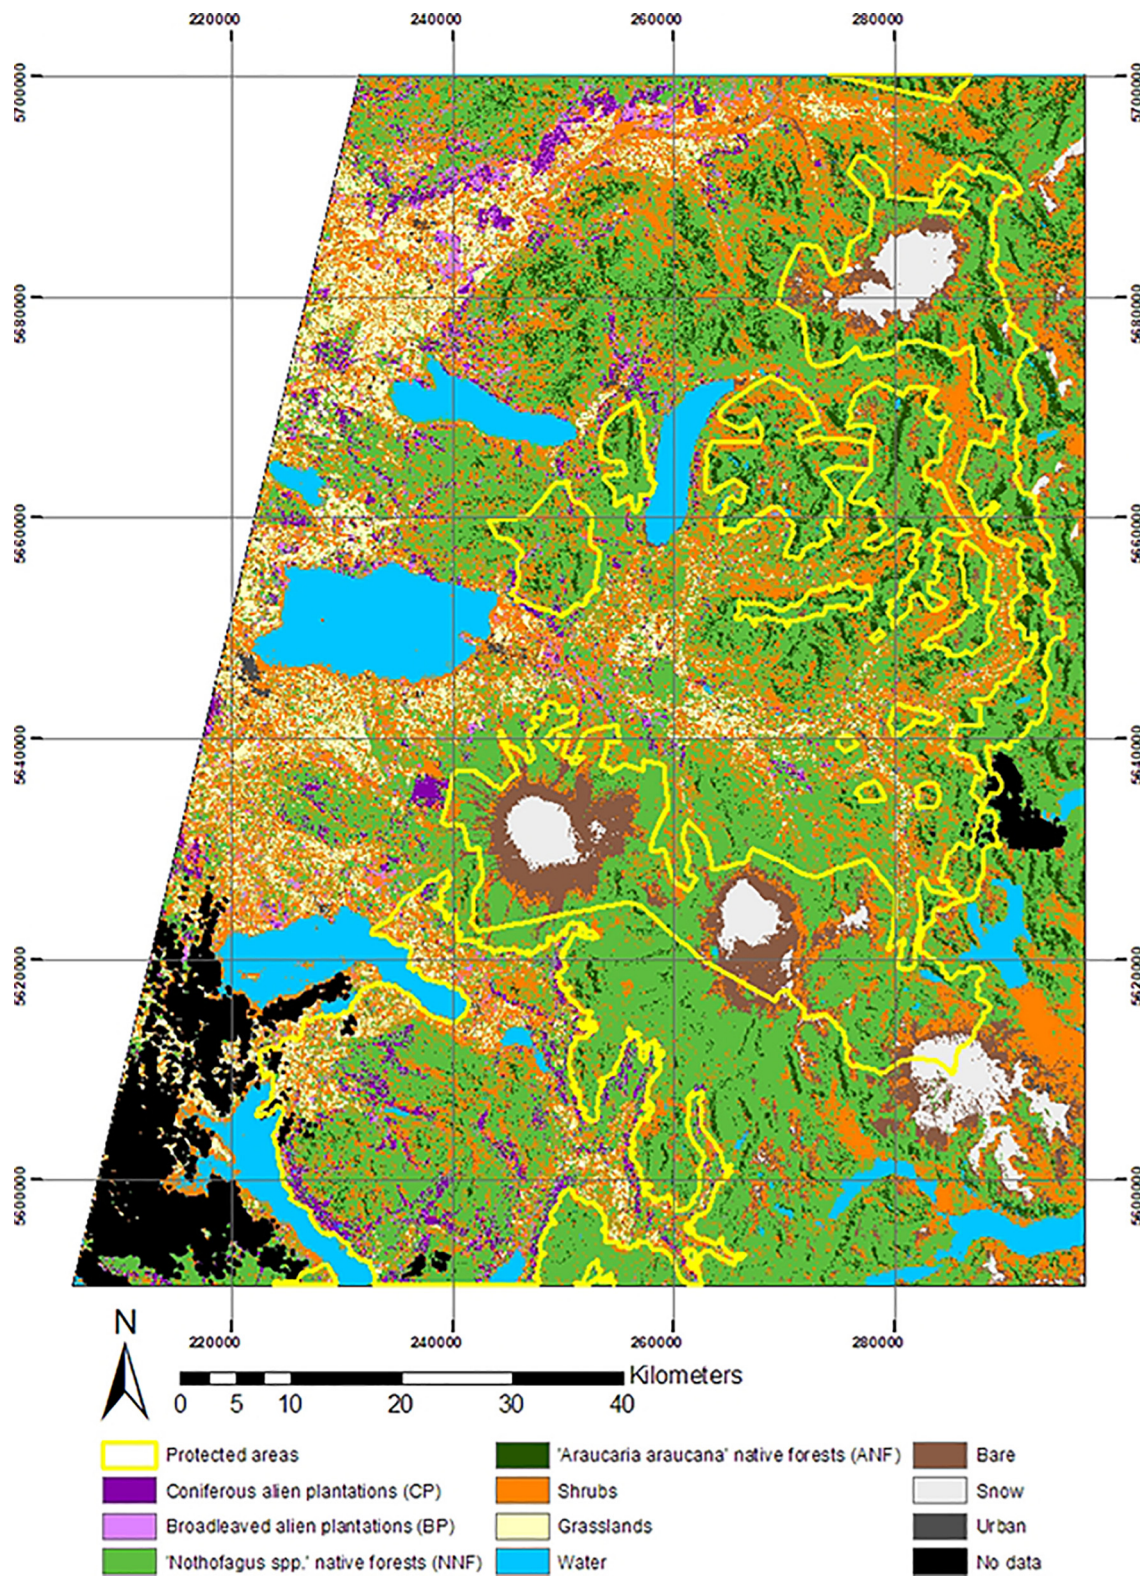 220000 240000 260000 280000
5700000 5700000
5680000 5680000
5660000 5660000
5640000 5640000
5620000 5620000
5600000 5600000
220000 240000 260000 280000
N
Kilometers
0 5 10 20 30 40
Protected areas
Coniferous alien plantations (CP)
Broadleaved alien plantations (BP)
'Nothofagus spp.' native forests (NNF)
'Araucaria araucana' native forests (ANF)
Shrubs
Grasslands
Water
Bare
Snow
Urban
No data